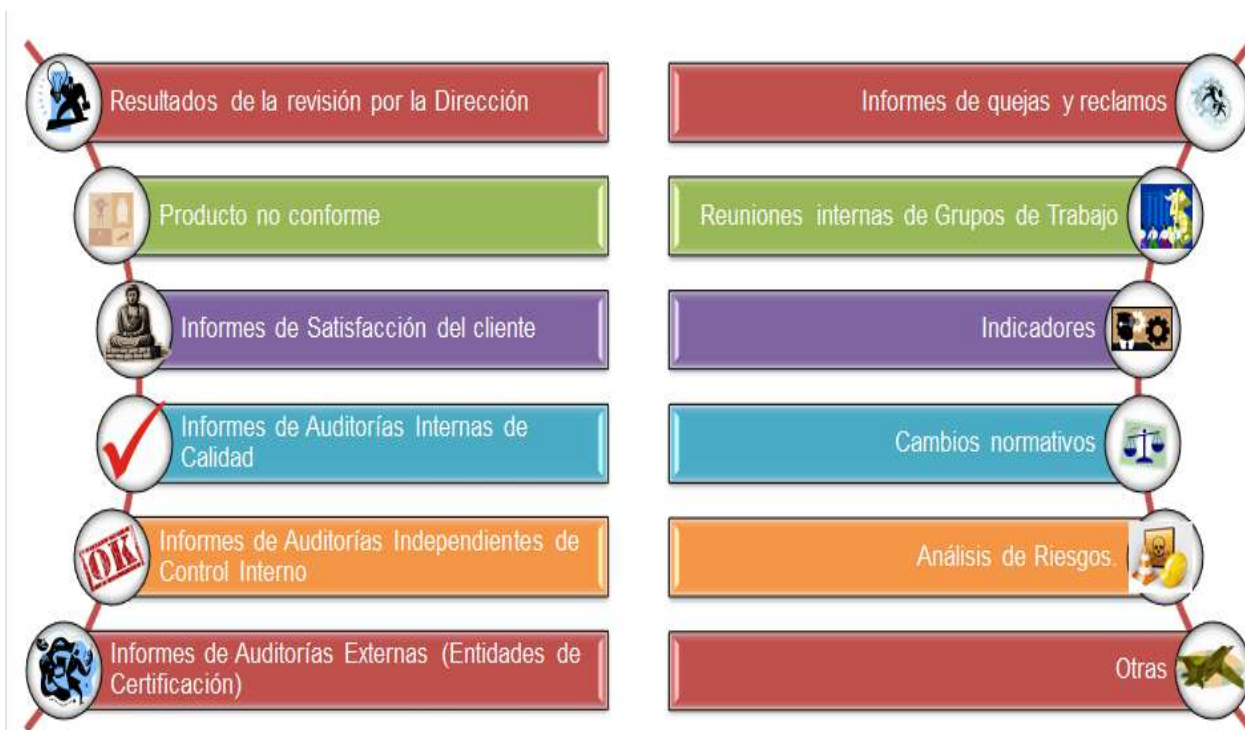 Resultados de la revisión por la Dirección
Producto no conforme
Informes de Satisfacción del cliente
Informes de Auditorías Internas de
Calidad
Informes de Auditorías Independientes de
Control Interno
OK
Informes de Auditorías Externas (Entidades de
Certificación)
Informes de quejas y reclamos
Reuniones internas de Grupos de Trabajo
Indicadores
Cambios normativos
Análisis de Riesgos.
Otras